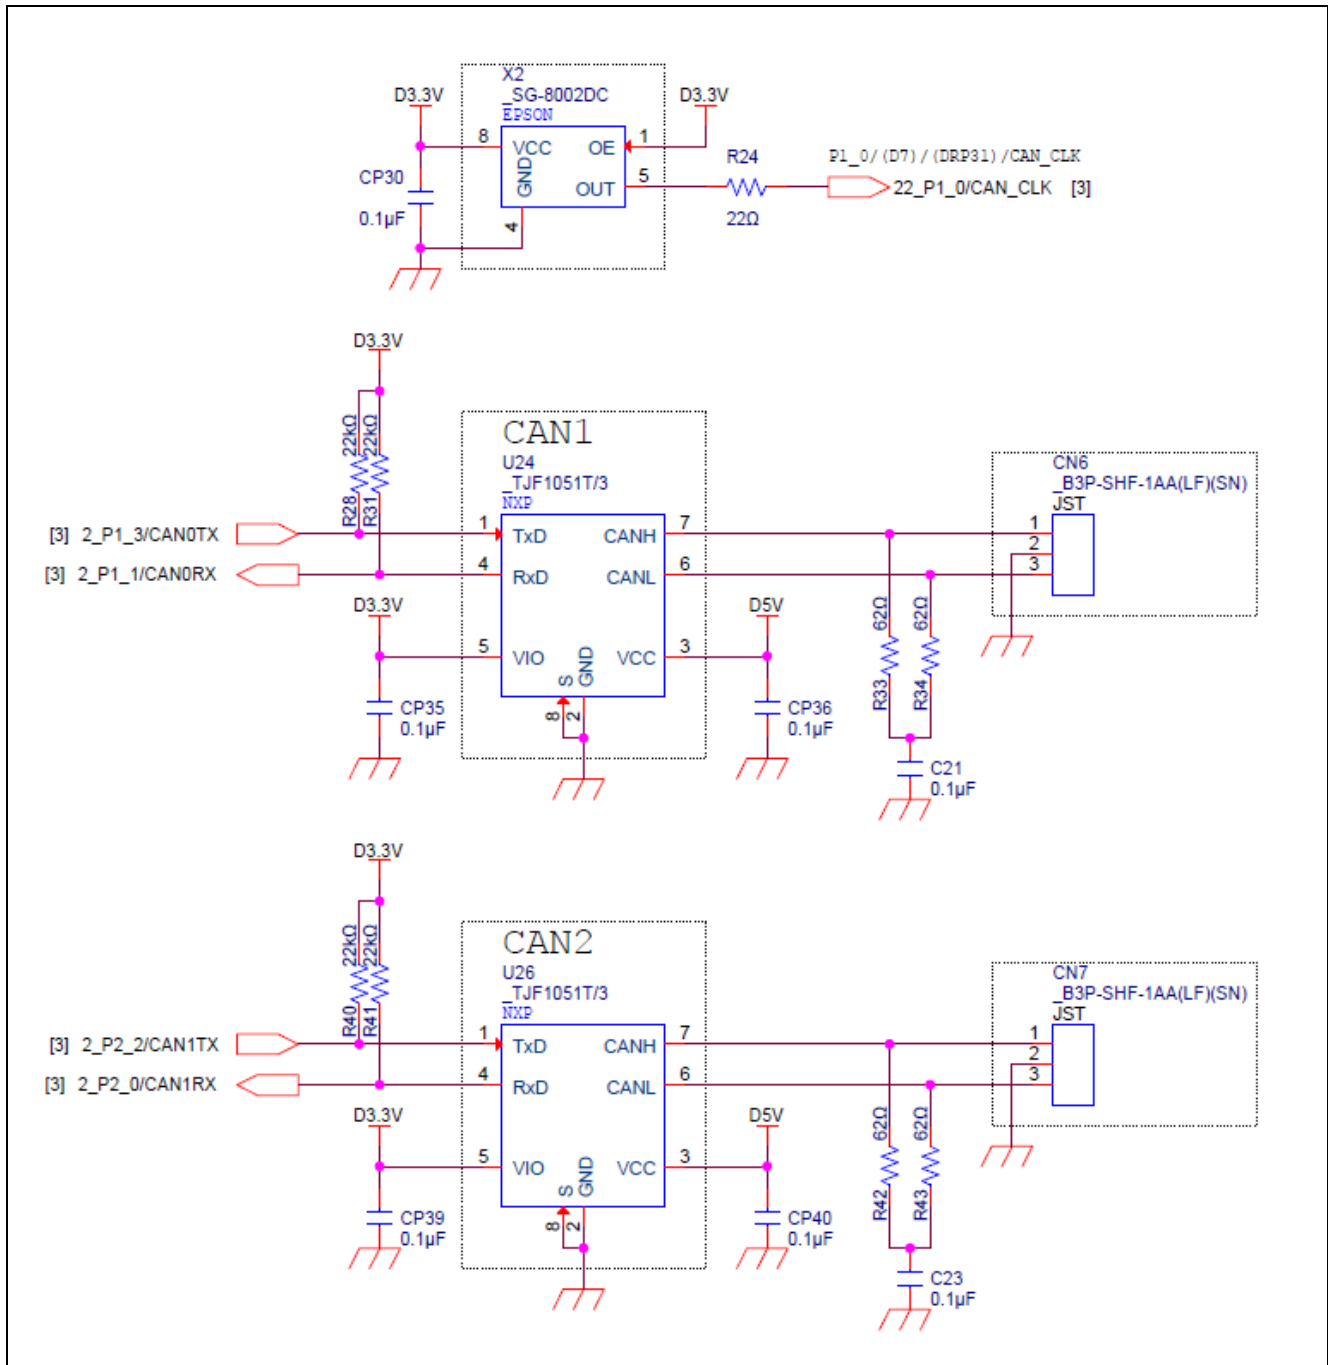 X2
_SG-8002DC
EPSON
D3.3V
D3.3V
8
VCC
OE
1
GND
OUT
5
4
CP30
0.1µF
R24
22Ω
P1_0/(D7)/(DRP31)/CAN_CLK
22_P1_0/CAN_CLK [3]
D3.3V
22kΩ
22kΩ
R28
R31
CAN1
U24
_TJF1051T/3
NXP
[3] 2_P1_3/CAN0TX
1
TxD
CANH
7
[3] 2_P1_1/CAN0RX
4
RxD
CANL
6
D3.3V
5
VIO
VCC
3
D5V
S
GND
8
2
CP35
0.1µF
CP36
0.1µF
62Ω
62Ω
R33
R34
C21
0.1µF
CN6
_B3P-SHF-1AA(LF)(SN)
JST
1
2
3
D3.3V
22kΩ
22kΩ
R40
R41
CAN2
U26
_TJF1051T/3
NXP
[3] 2_P2_2/CAN1TX
1
TxD
CANH
7
[3] 2_P2_0/CAN1RX
4
RxD
CANL
6
D3.3V
5
VIO
VCC
3
D5V
S
GND
8
2
CP39
0.1µF
CP40
0.1µF
62Ω
62Ω
R42
R43
C23
0.1µF
CN7
_B3P-SHF-1AA(LF)(SN)
JST
1
2
3